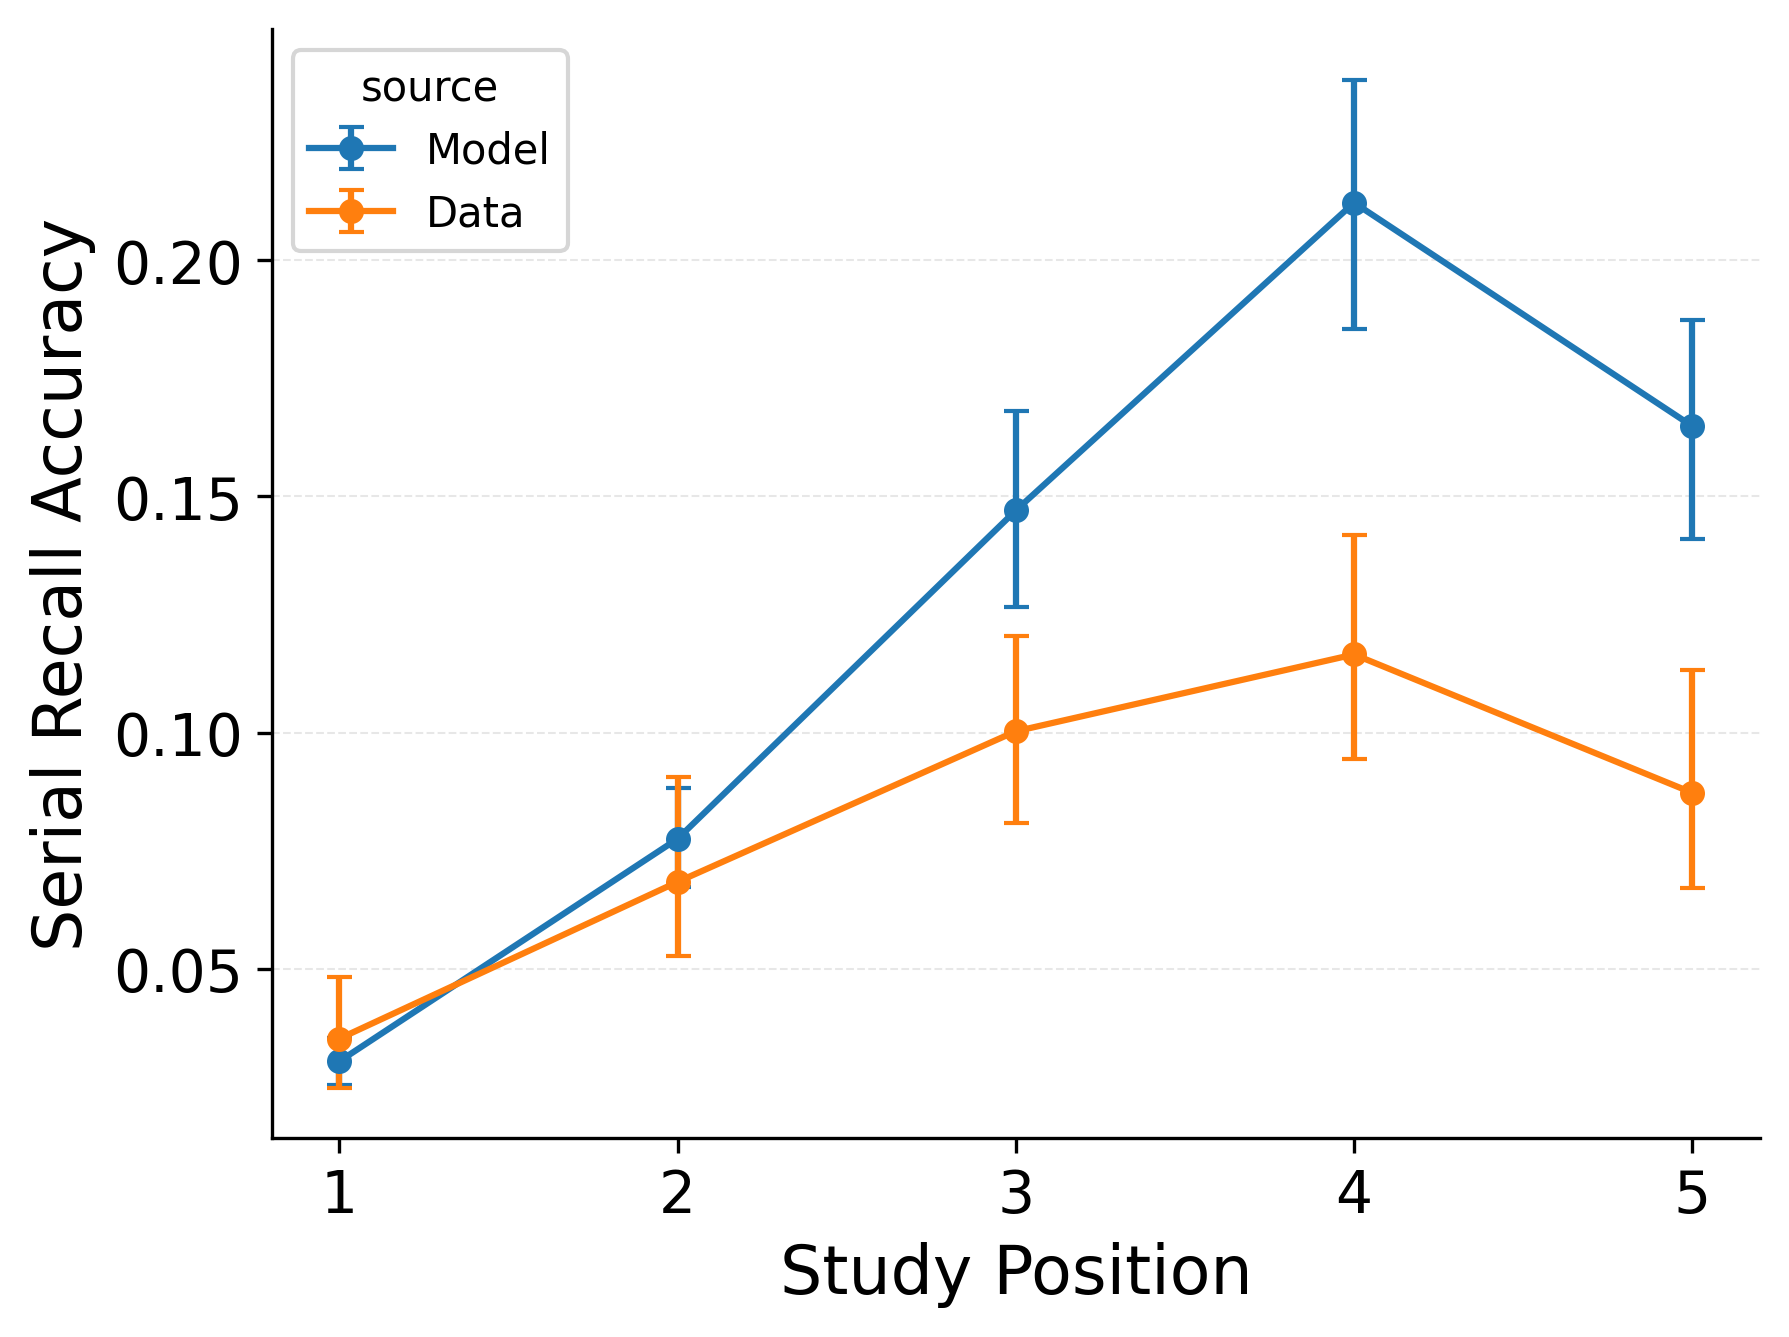 source
Model
Data
Serial Recall Accuracy
0.20
0.15
0.10
0.05
1 2 3 4 5
Study Position